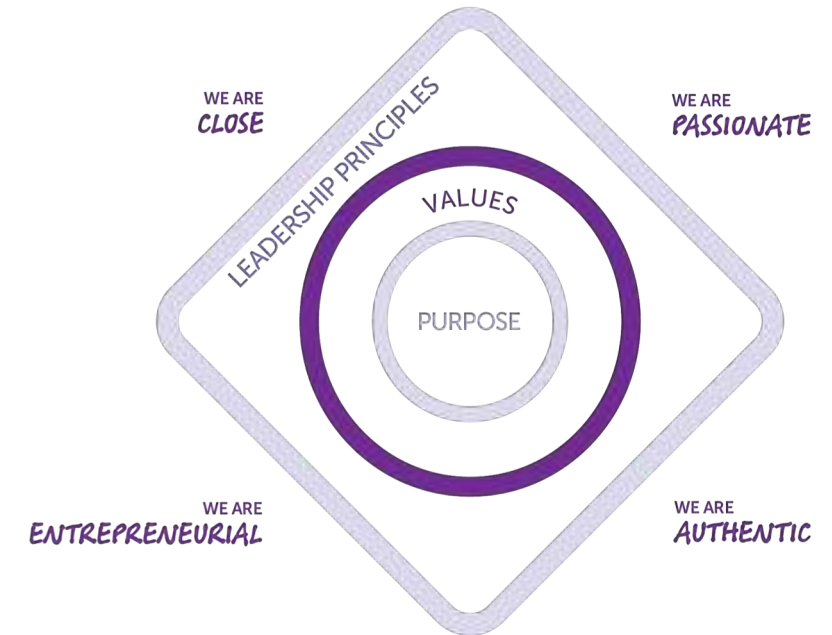 WE ARE
CLOSE
WE ARE
PASSIONATE
LEADERSHIP PRINCIPLES
VALUES
PURPOSE
WE ARE
ENTREPRENEURIAL
WE ARE
AUTHENTIC